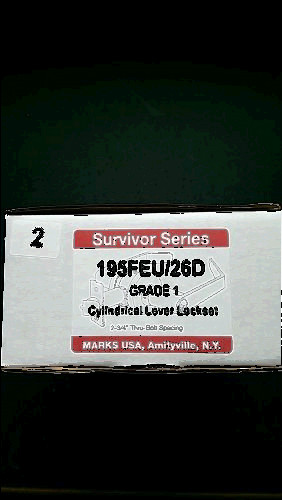 2
Survivor Series
195FEU/26D
GRADE 1
Cylindrical Lever Lockset
2-3/4" Thru-Bolt Spacing
MARKS USA, Amityville, N.Y.